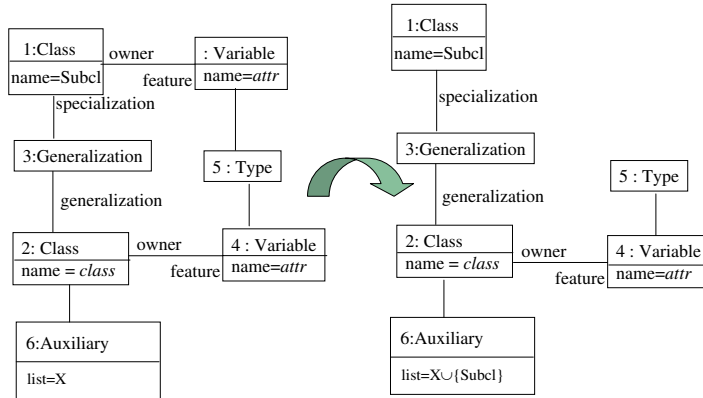 1:Class
name=Subcl
owner
feature
: Variable
name=attr
specialization
3:Generalization
5 : Type
generalization
2: Class
name = class
owner
feature
4 : Variable
name=attr
6:Auxiliary
list=X
1:Class
name=Subcl
specialization
3:Generalization
5 : Type
generalization
2: Class
name = class
owner
feature
4 : Variable
name=attr
6:Auxiliary
list=X∪{Subcl}